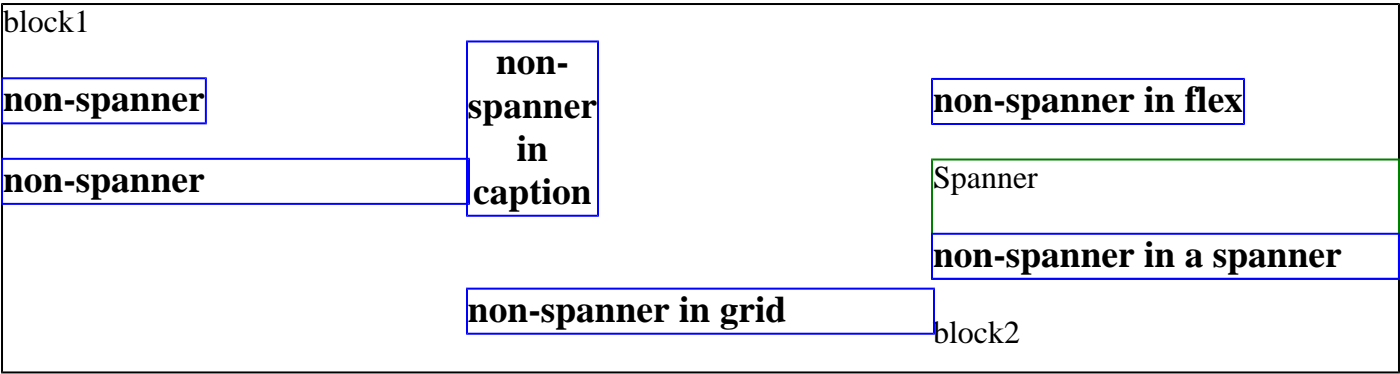 block1
non-spanner
non-spanner
non-
spanner
in
caption
non-spanner in grid
non-spanner in flex
Spanner
non-spanner in a spanner
block2